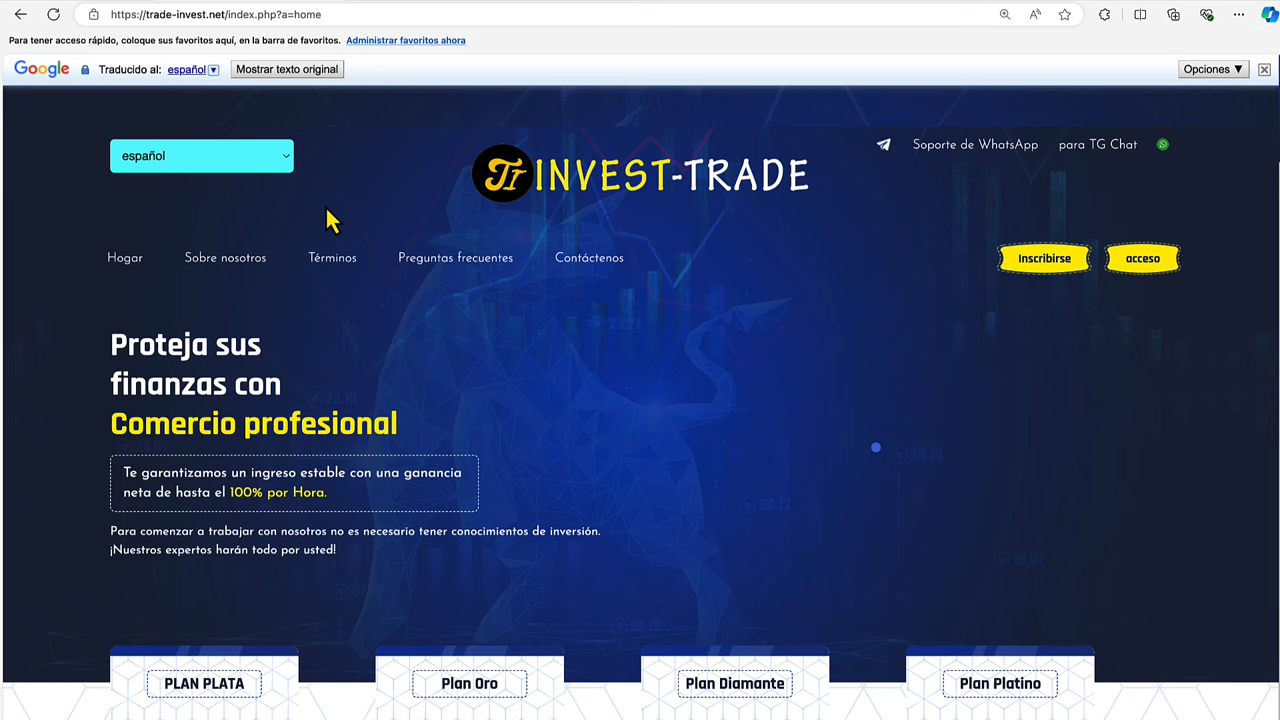 https://trade-invest.net/index.php?a=home
Para tener acceso rápido, coloque sus favoritos aquí, en la barra de favoritos. Administrar favoritos ahora
Google Traducido al: español Mostrar texto original Opciones ▼
español
Tr INVEST-TRADE
Soporte de WhatsApp para TG Chat
Hogar Sobre nosotros Términos Preguntas frecuentes Contáctenos Inscribirse acceso
Proteja sus
finanzas con
Comercio profesional
Te garantizamos un ingreso estable con una ganancia
neta de hasta el 100% por Hora.
Para comenzar a trabajar con nosotros no es necesario tener conocimientos de inversión.
¡Nuestros expertos harán todo por usted!
PLAN PLATA Plan Oro Plan Diamante Plan Platino